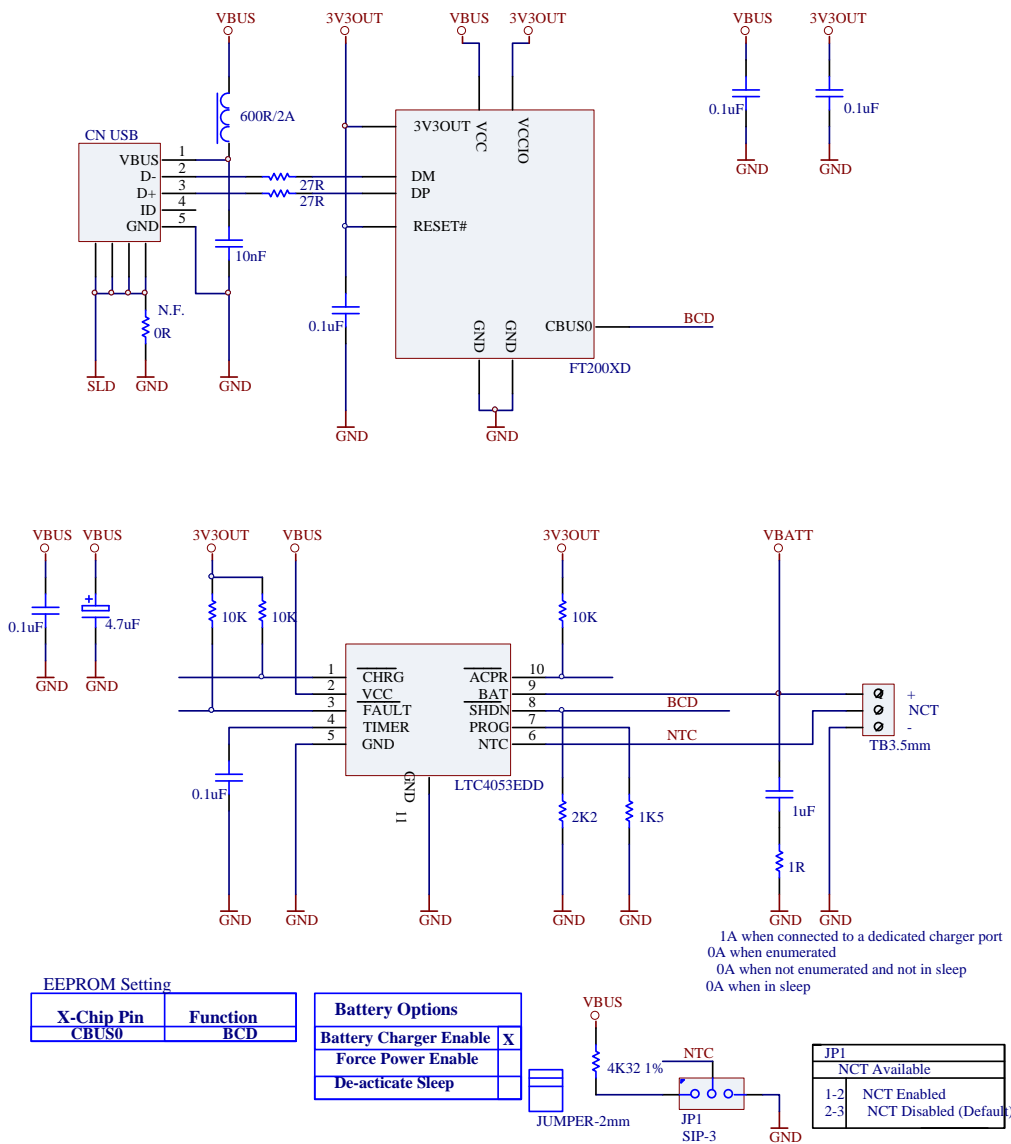 VBUS
3V3OUT
VBUS
3V3OUT
VBUS
3V3OUT
600R/2A
0.1uF
0.1uF
GND
GND
CN USB
VBUS
D-
D+
ID
GND
1
2
3
4
5
27R
27R
10nF
3V3OUT
VCC
VCCIO
DM
DP
RESET#
GND
GND
CBUS0
BCD
FT200XD
N.F.
0R
0.1uF
SLD
GND
GND
GND
GND
VBUS
VBUS
3V3OUT
VBUS
3V3OUT
VBATT
0.1uF
4.7uF
10K
10K
10K
GND
GND
1
2
3
4
5
CHRG
VCC
FAULT
TIMER
GND
ACPR
BAT
SHDN
PROG
NTC
10
9
8
7
6
GND
11
LTC4053EDD
BCD
NTC
+
NCT
-
TB3.5mm
0.1uF
2K2
1K5
1uF
1R
GND
GND
GND
GND
GND
GND
GND
1A when connected to a dedicated charger port
0A when enumerated
0A when not enumerated and not in sleep
0A when in sleep
EEPROM Setting
X-Chip Pin Function
CBUS0 BCD
Battery Options
Battery Charger Enable X
Force Power Enable
De-acticate Sleep
JUMPER-2mm
VBUS
4K32 1%
NTC
JP1
SIP-3
GND
JP1
NCT Available
1-2 NCT Enabled
2-3 NCT Disabled (Default)